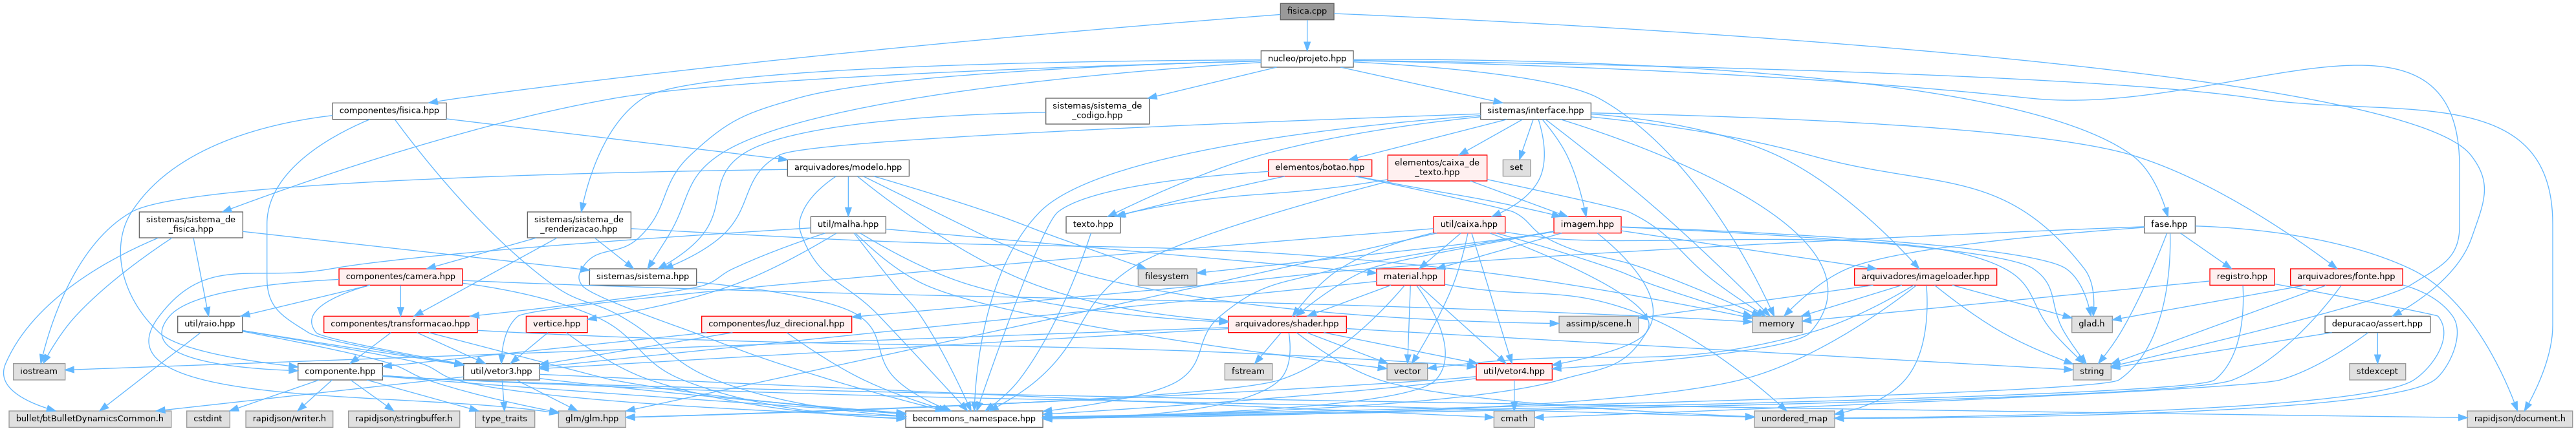 fisica.cpp
nucleo/projeto.hpp
componentes/fisica.hpp
sistemas/sistema_de
_codigo.hpp
sistemas/interface.hpp
arquivadores/modelo.hpp
elementos/botao.hpp
elementos/caixa_de
_texto.hpp
set
sistemas/sistema_de
_fisica.hpp
sistemas/sistema_de
_renderizacao.hpp
util/malha.hpp
texto.hpp
util/caixa.hpp
imagem.hpp
fase.hpp
componentes/camera.hpp
sistemas/sistema.hpp
filesystem
material.hpp
arquivadores/imageloader.hpp
registro.hpp
arquivadores/fonte.hpp
util/raio.hpp
componentes/transformacao.hpp
vertice.hpp
componentes/luz_direcional.hpp
arquivadores/shader.hpp
assimp/scene.h
memory
glad.h
depuracao/assert.hpp
iostream
componente.hpp
util/vetor3.hpp
fstream
vector
util/vetor4.hpp
string
stdexcept
bullet/btBulletDynamicsCommon.h
cstdint
rapidjson/writer.h
rapidjson/stringbuffer.h
type_traits
glm/glm.hpp
becommons_namespace.hpp
cmath
unordered_map
rapidjson/document.h